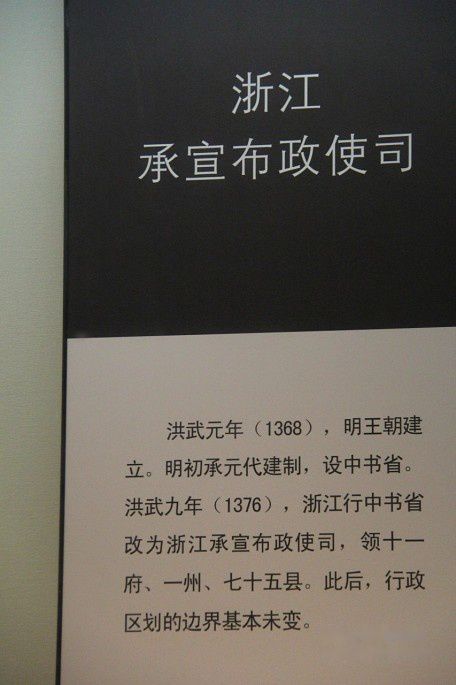 浙江
承宣布政使司
洪武元年（1368），明王朝建
立。明初承元代建制，设中书省。
洪武九年（1376），浙江行中书省
改为浙江承宣布政使司，领十一
府、一州、七十五县。此后，行政
区划的边界基本未变。